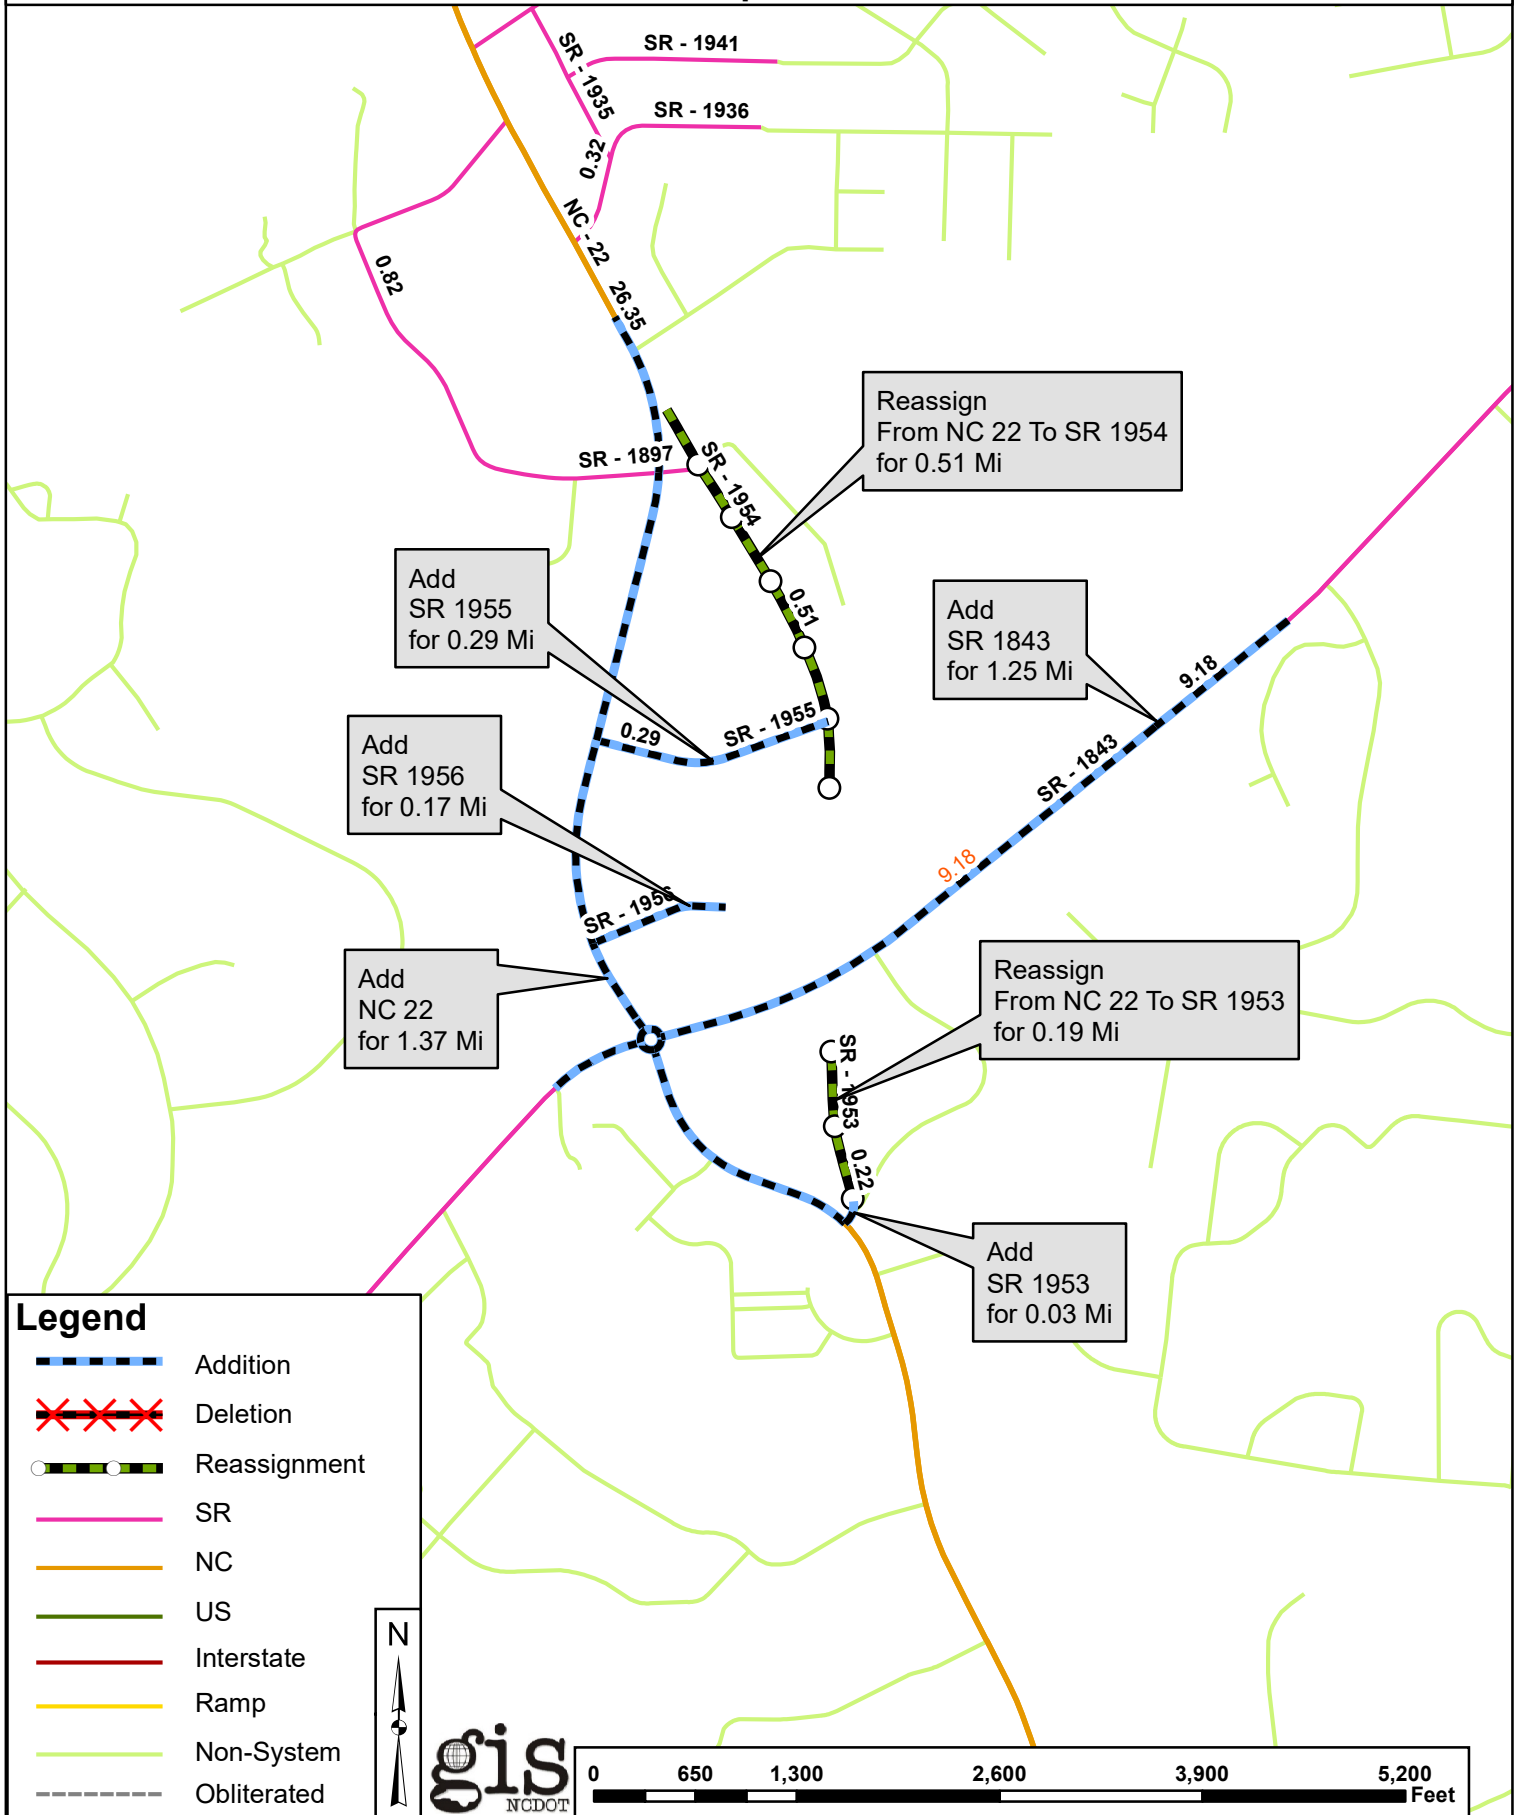 SR - 1941
SR - 1935
SR - 1936
0.32
NC - 22
26.35
0.82
Reassign
From NC 22 To SR 1954
for 0.51 Mi
SR - 1897
SR - 1954
0.51
Add
SR 1955
for 0.29 Mi
Add
SR 1843
for 1.25 Mi
9.18
SR - 1955
0.29
Add
SR 1956
for 0.17 Mi
SR - 1843
9.18
SR - 1956
Add
NC 22
for 1.37 Mi
Reassign
From NC 22 To SR 1953
for 0.19 Mi
SR - 1953
0.22
Add
SR 1953
for 0.03 Mi
Legend
Addition
Deletion
Reassignment
SR
NC
US
Interstate
Ramp
Non-System
Obliterated
N
gis
NCDOT
0 650 1,300 2,600 3,900 5,200
Feet